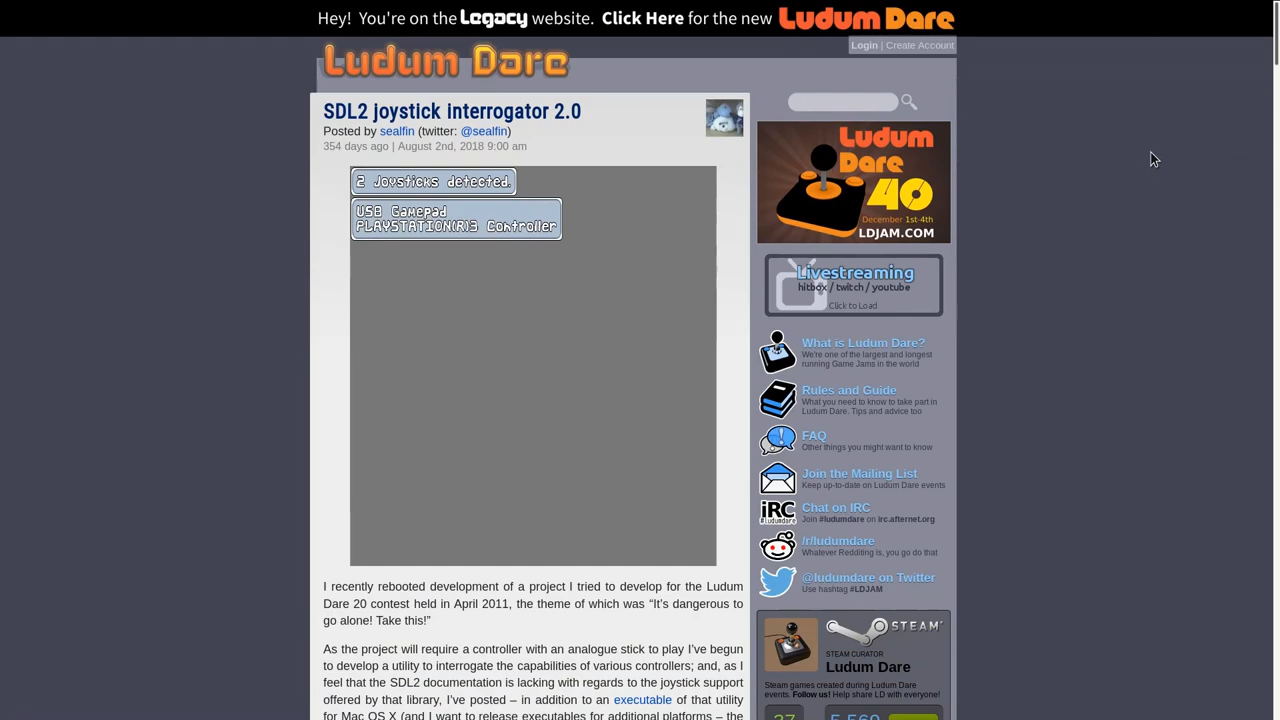 Hey! You're on the Legacy website. Click Here for the new Ludum Dare
Login | Create Account
Ludum Dare
SDL2 joystick interrogator 2.0
Posted by sealfin (twitter: @sealfin)
354 days ago | August 2nd, 2018 9:00 am
2 Joysticks detected.
USB Gamepad
PLAYSTATION(R)3 Controller
I recently rebooted development of a project I tried to develop for the Ludum
Dare 20 contest held in April 2011, the theme of which was “It’s dangerous to
go alone! Take this!”
As the project will require a controller with an analogue stick to play I’ve begun
to develop a utility to interrogate the capabilities of various controllers; and, as I
feel that the SDL2 documentation is lacking with regards to the joystick support
offered by that library, I’ve posted – in addition to an executable of that utility
for Mac OS X (and I want to release executables for additional platforms – the
Ludum
Dare
40
December 1st-4th
LDJAM.COM
Livestreaming
hitbox / twitch / youtube
Click to Load
What is Ludum Dare?
We're one of the largest and longest
running Game Jams in the world
Rules and Guide
What you need to know to take part in
Ludum Dare. Tips and advice too
FAQ
Other things you might want to know
Join the Mailing List
Keep up-to-date on Ludum Dare events
iRC
#ludumdare
Chat on IRC
Join #ludumdare on irc.afternet.org
/r/ludumdare
Whatever Redditing is, you go do that
@ludumdare on Twitter
Use hashtag #LDJAM
STEAM
STEAM CURATOR
Ludum Dare
Steam games created during Ludum Dare
events. Follow us! Help share LD with everyone!